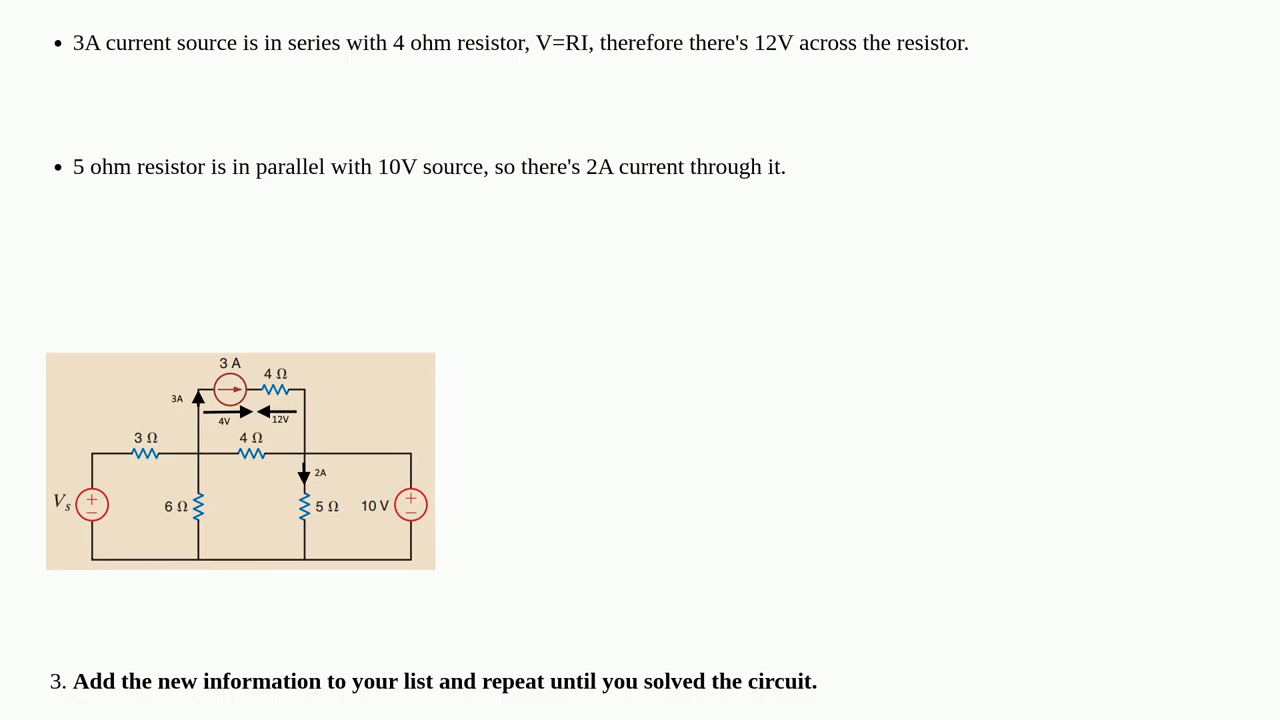 • 3A current source is in series with 4 ohm resistor, V=RI, therefore there's 12V across the resistor.
• 5 ohm resistor is in parallel with 10V source, so there's 2A current through it.
3 A
4 Ω
3A
4V
12V
3 Ω
4 Ω
2A
Vs
+
−
6 Ω
5 Ω
10 V
+
−
3. Add the new information to your list and repeat until you solved the circuit.